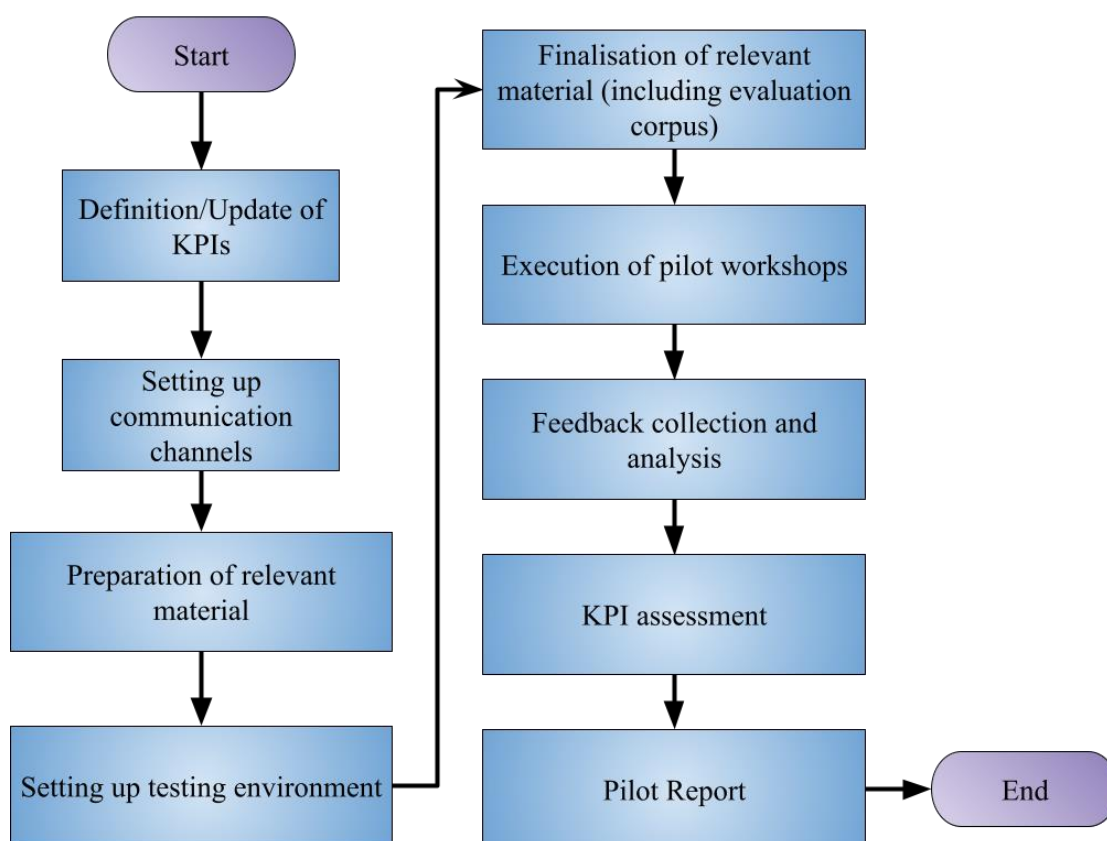 Start
Definition/Update of
KPIs
Setting up
communication
channels
Preparation of relevant
material
Setting up testing environment
Finalisation of relevant
material (including evaluation
corpus)
Execution of pilot workshops
Feedback collection and
analysis
KPI assessment
Pilot Report
End